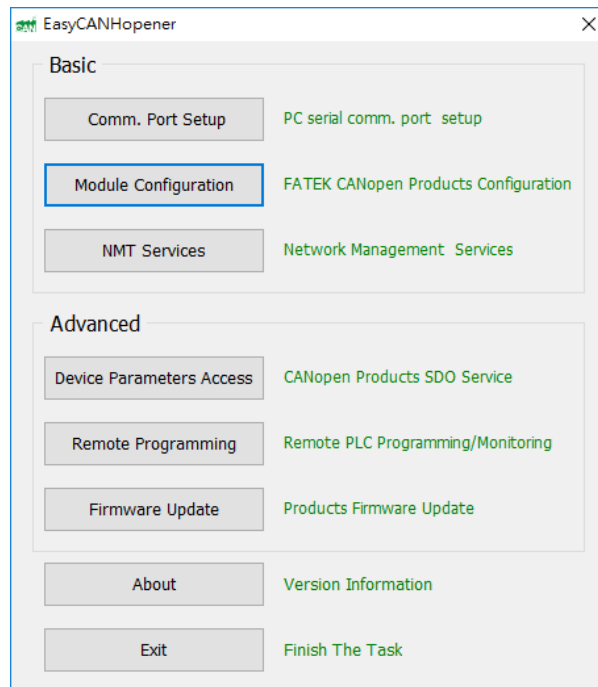 EasyCANHopener
Basic
Comm. Port Setup PC serial comm. port setup
Module Configuration FATEK CANopen Products Configuration
NMT Services Network Management Services
Advanced
Device Parameters Access CANopen Products SDO Service
Remote Programming Remote PLC Programming/Monitoring
Firmware Update Products Firmware Update
About Version Information
Exit Finish The Task